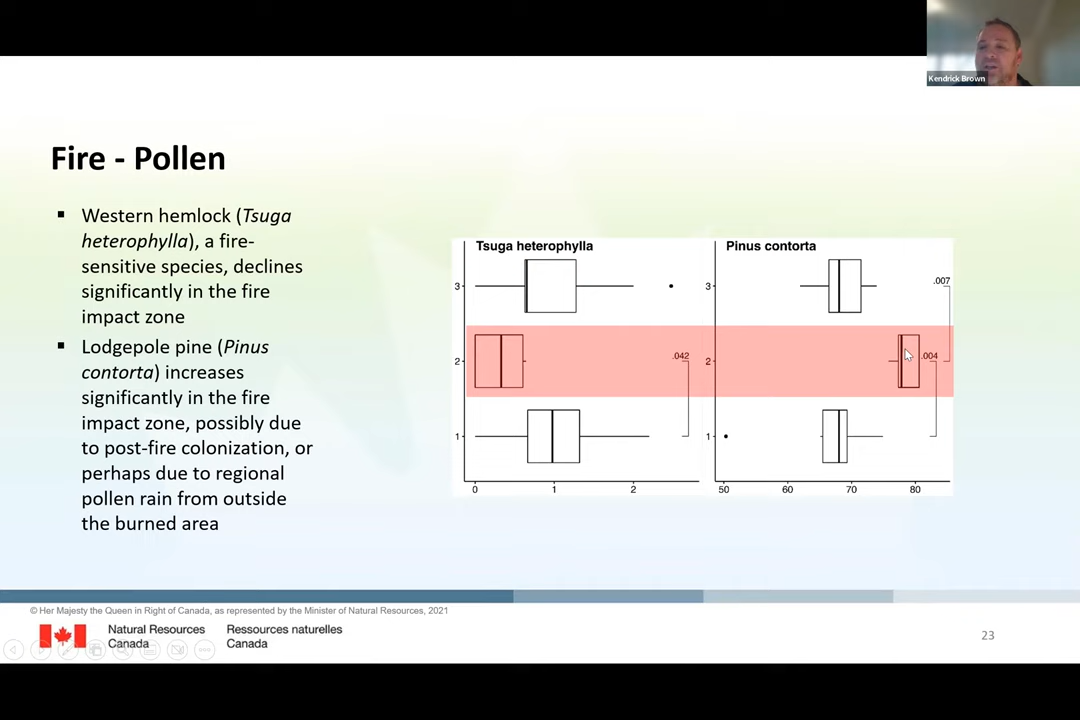 Kendrick Brown
Fire - Pollen
▪ Western hemlock (Tsuga
heterophylla), a fire-
sensitive species, declines
significantly in the fire
impact zone
▪ Lodgepole pine (Pinus
contorta) increases
significantly in the fire
impact zone, possibly due
to post-fire colonization, or
perhaps due to regional
pollen rain from outside
the burned area
Tsuga heterophylla
3
2
1
.042
0 1 2
Pinus contorta
3
2
1
.007
.004
50 60 70 80
© Her Majesty the Queen in Right of Canada, as represented by the Minister of Natural Resources, 2021
Natural Resources
Canada
Ressources naturelles
Canada
23